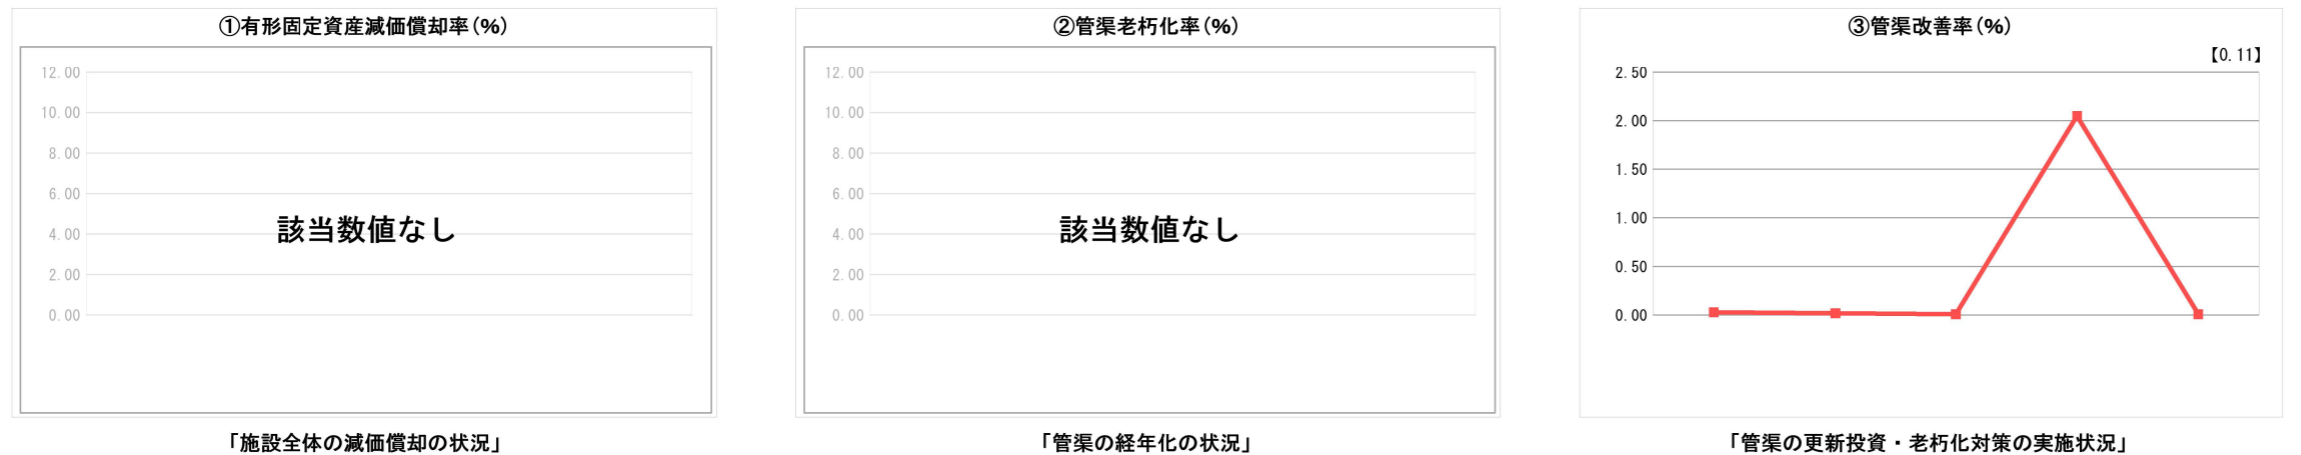 ①有形固定資産減価償却率(%)
12.00
10.00
8.00
6.00
4.00
2.00
0.00
該当数値なし
「施設全体の減価償却の状況」
②管渠老朽化率(%)
12.00
10.00
8.00
6.00
4.00
2.00
0.00
該当数値なし
「管渠の経年化の状況」
③管渠改善率(%)
【0.11】
2.50
2.00
1.50
1.00
0.50
0.00
「管渠の更新投資・老朽化対策の実施状況」